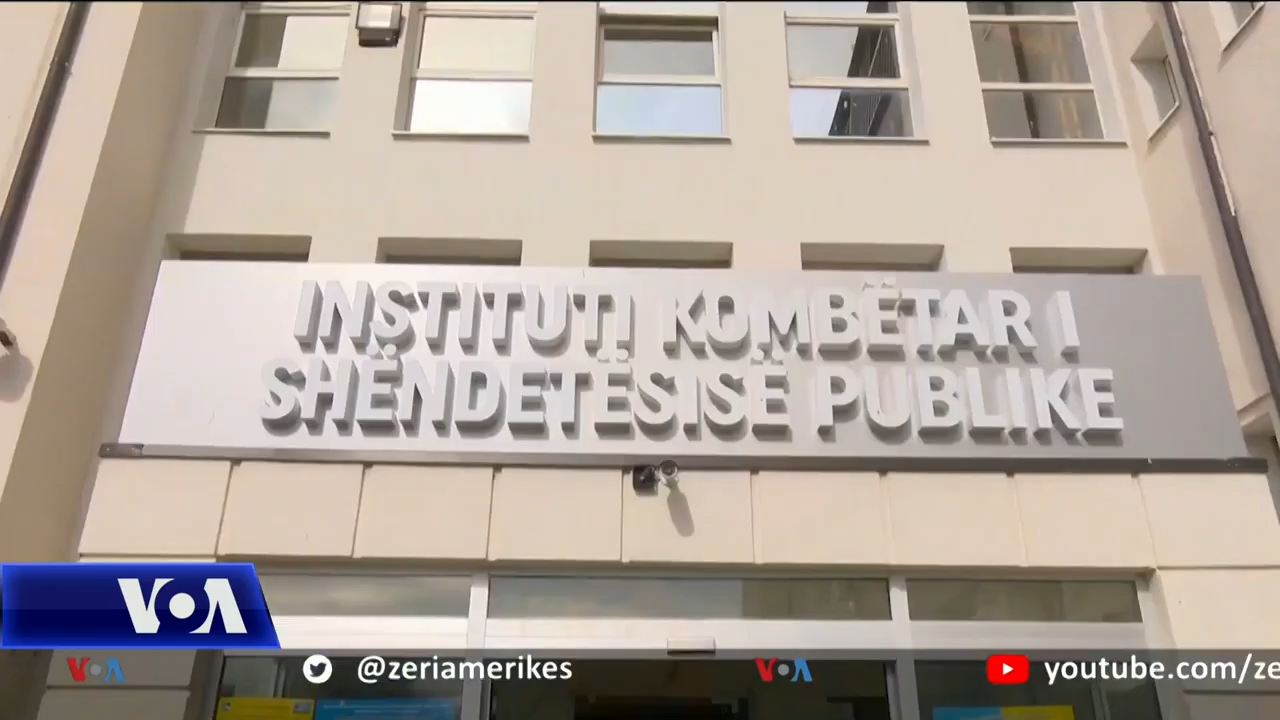 INSTITUTI KOMBËTAR I
SHËNDETËSISË PUBLIKE
VOA
VOA
@zeriamerikes
VOA
youtube.com/ze